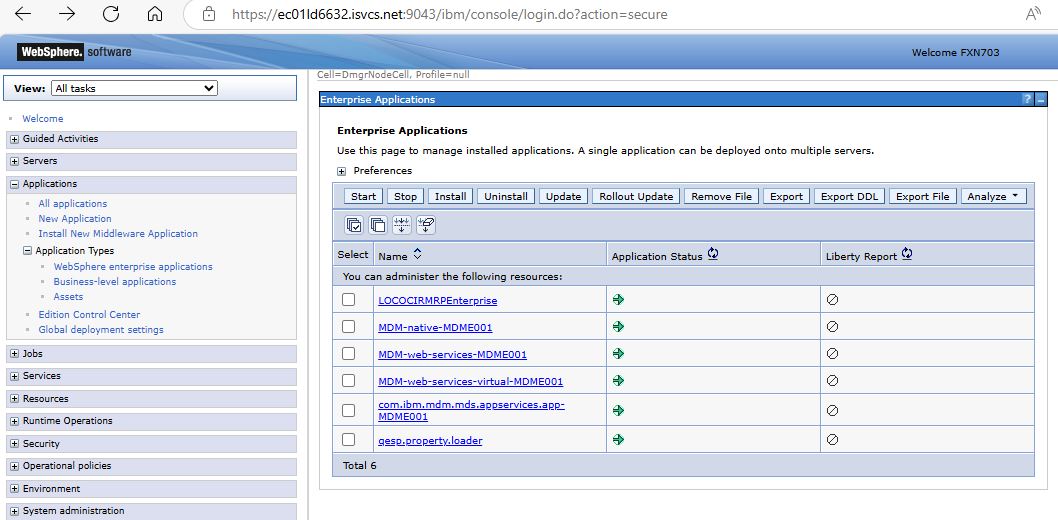 https://ec01ld6632.isvcs.net:9043/ibm/console/login.do?action=secure
WebSphere. software
Welcome FXN703
View: All tasks
Welcome
Guided Activities
Servers
Applications
All applications
New Application
Install New Middleware Application
Application Types
WebSphere enterprise applications
Business-level applications
Assets
Edition Control Center
Global deployment settings
Jobs
Services
Resources
Runtime Operations
Security
Operational policies
Environment
System administration
Cell=DmgrNodeCell, Profile=null
Enterprise Applications
? _
Enterprise Applications
Use this page to manage installed applications. A single application can be deployed onto multiple servers.
Preferences
Start Stop Install Uninstall Update Rollout Update Remove File Export Export DDL Export File Analyze
Select Name Application Status Liberty Report
You can administer the following resources:
LOCOCIRMRPEnterprise
MDM-native-MDME001
MDM-web-services-MDME001
MDM-web-services-virtual-MDME001
com.ibm.mdm.mds.appservices.app-
MDME001
qesp.property.loader
Total 6